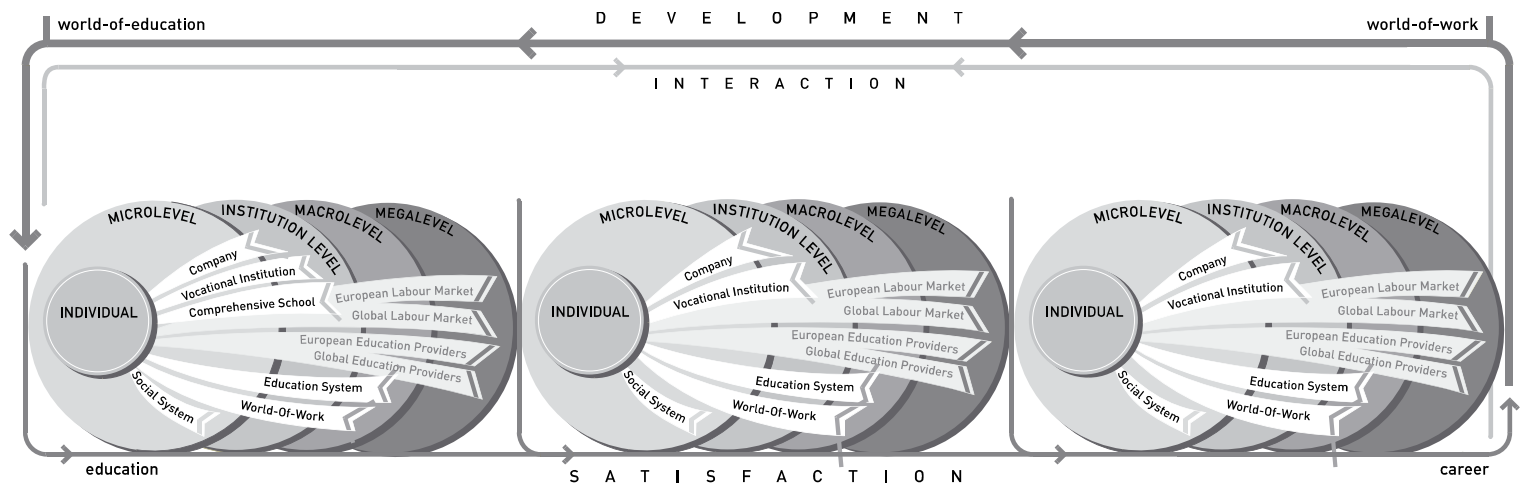 D E V E L O P M E N T
world-of-education
world-of-work
I N T E R A C T I O N
MICROLEVEL
INSTITUTION LEVEL
MACROLEVEL
MEGALEVEL
INDIVIDUAL
Company
Vocational Institution
Comprehensive School
European Labour Market
Global Labour Market
European Education Providers
Global Education Providers
Education System
World-Of-Work
Social System
MICROLEVEL
INSTITUTION LEVEL
MACROLEVEL
MEGALEVEL
INDIVIDUAL
Company
Vocational Institution
European Labour Market
Global Labour Market
European Education Providers
Global Education Providers
Education System
World-Of-Work
Social System
MICROLEVEL
INSTITUTION LEVEL
MACROLEVEL
MEGALEVEL
INDIVIDUAL
Company
Vocational Institution
European Labour Market
Global Labour Market
European Education Providers
Global Education Providers
Education System
World-Of-Work
Social System
education
S A T I S F A C T I O N
career